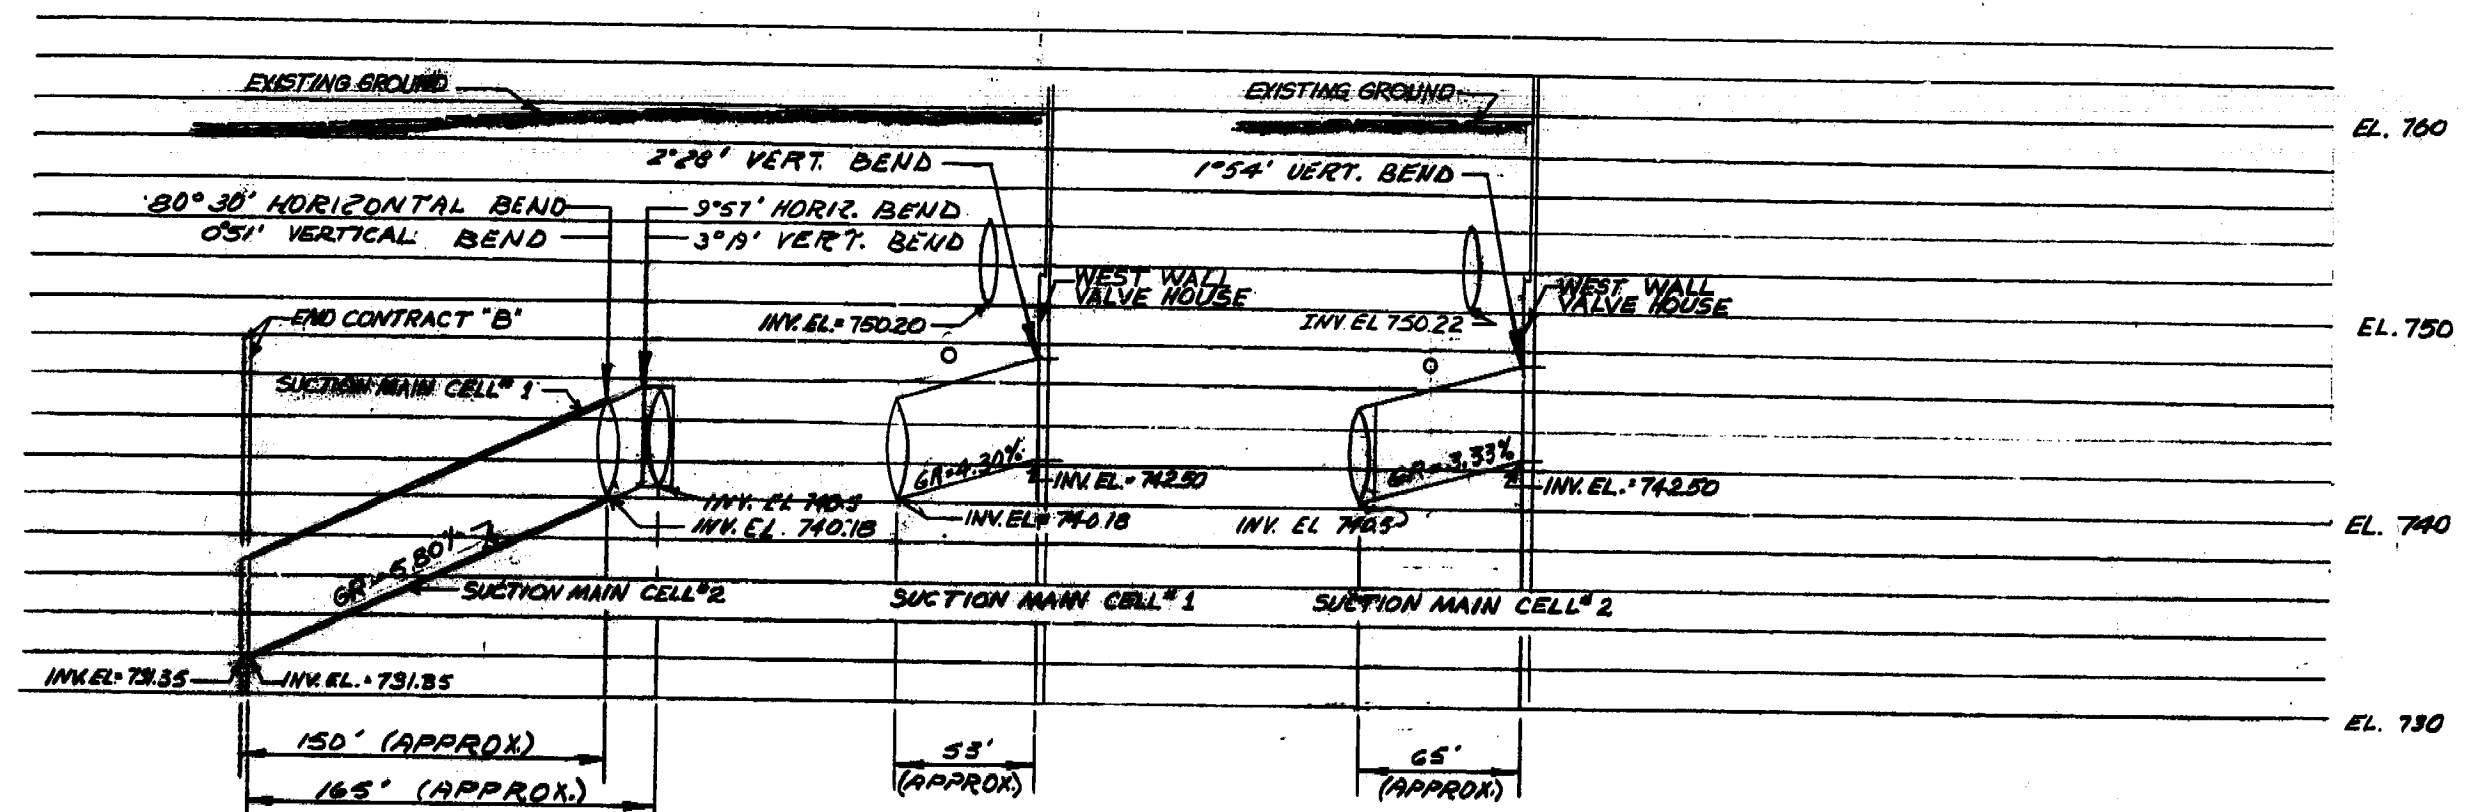 EXISTING GROUND
EXISTING GROUND
EL. 760
2°28' VERT. BEND
1°54' VERT. BEND
80°30' HORIZONTAL BEND
9°57' HORIZ. BEND
0°51' VERTICAL BEND
3°19' VERT. BEND
WEST WALL
VALVE HOUSE
WEST WALL
VALVE HOUSE
END CONTRACT "B"
INV. EL= 750.20
INV. EL 750.22
EL. 750
SUCTION MAIN CELL # 1
GR=4.30%
GR=3.33%
INV. EL.= 742.50
INV. EL.= 742.50
INV. EL 740.5
INV. EL. 740.18
INV. EL= 740.18
INV. EL 740.5
EL. 740
GR=5.80%
SUCTION MAIN CELL #2
SUCTION MAIN CELL # 1
SUCTION MAIN CELL # 2
INV. EL= 731.35
INV. EL.= 731.85
EL. 730
150' (APPROX.)
53'
(APPROX.)
65'
(APPROX.)
165' (APPROX.)